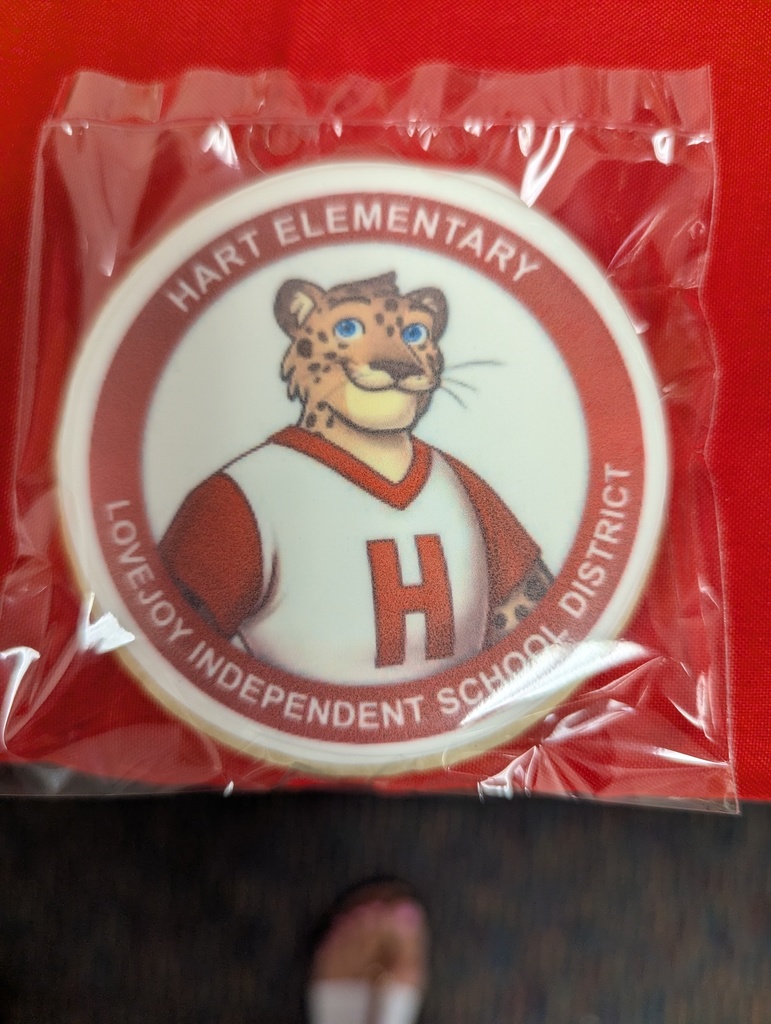 HART ELEMENTARY
H
LOVEJOY INDEPENDENT SCHOOL DISTRICT